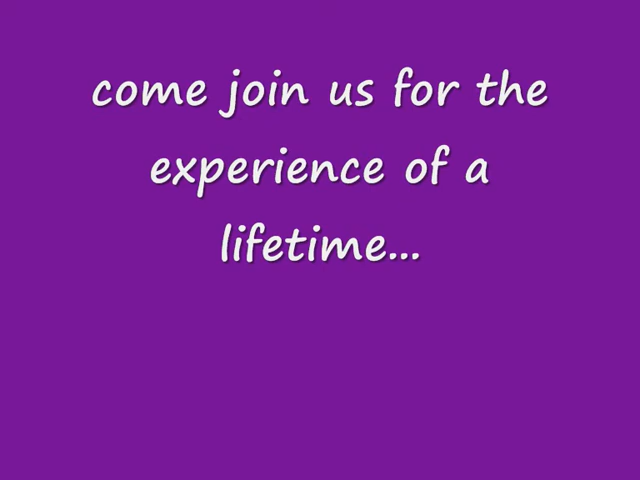 come join us for the
experience of a
lifetime...